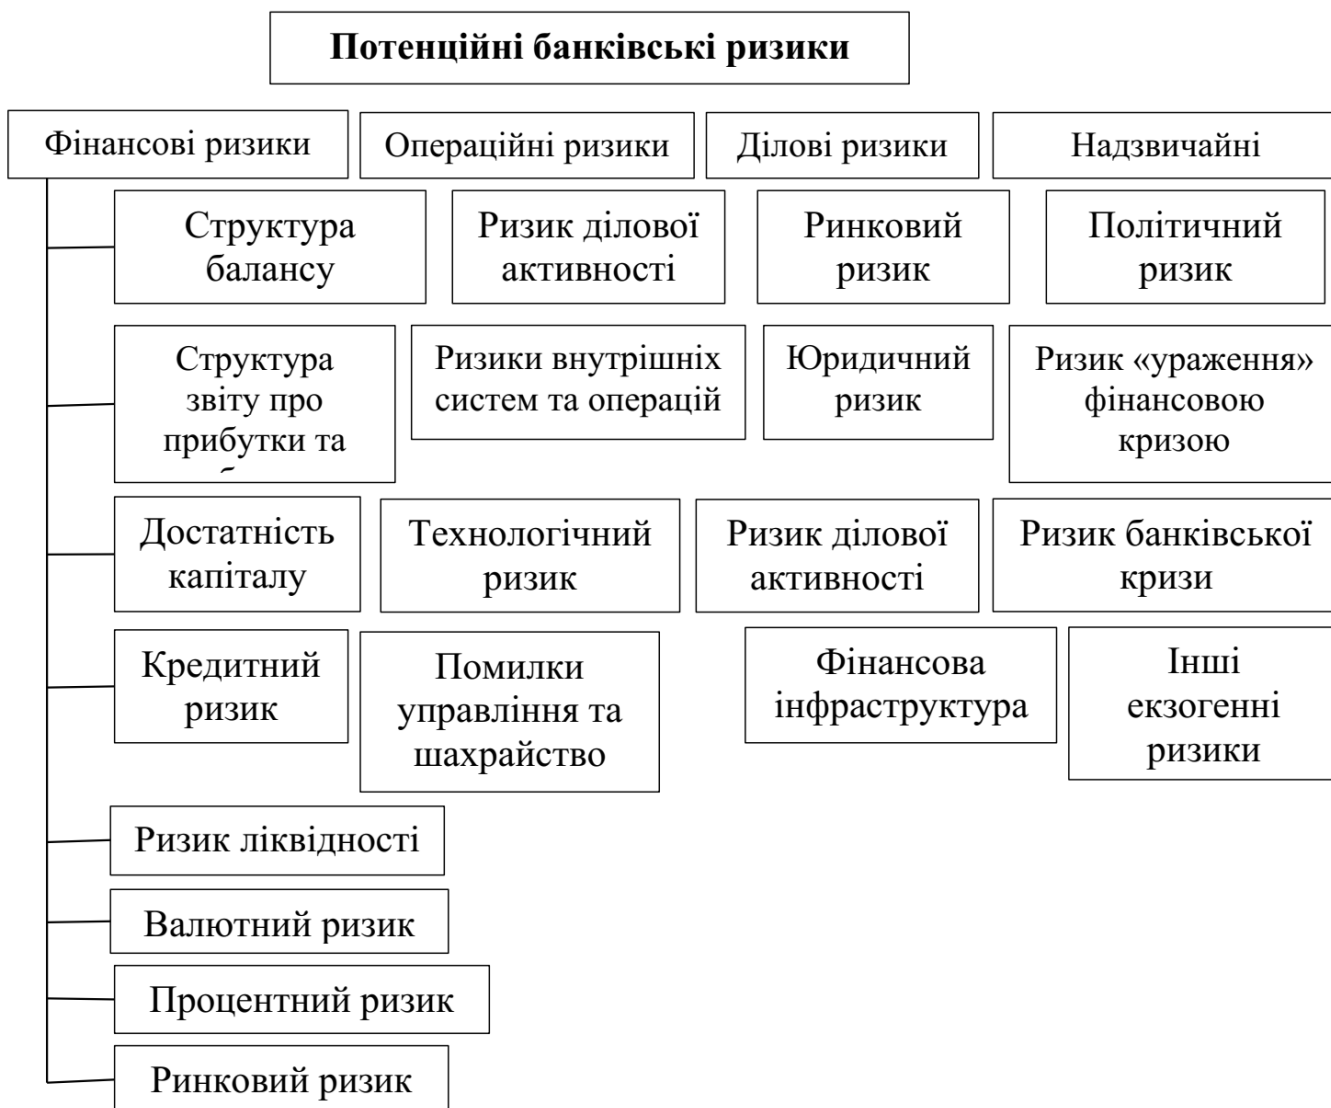 Потенційні банківські ризики
Фінансові ризики
Операційні ризики
Ділові ризики
Надзвичайні
Структура
балансу
Ризик ділової
активності
Ринковий
ризик
Політичний
ризик
Структура
звіту про
прибутки та
Ризики внутрішніх
систем та операцій
Юридичний
ризик
Ризик «ураження»
фінансовою
кризою
Достатність
капіталу
Технологічний
ризик
Ризик ділової
активності
Ризик банківської
кризи
Кредитний
ризик
Помилки
управління та
шахрайство
Фінансова
інфраструктура
Інші
екзогенні
ризики
Ризик ліквідності
Валютний ризик
Процентний ризик
Ринковий ризик